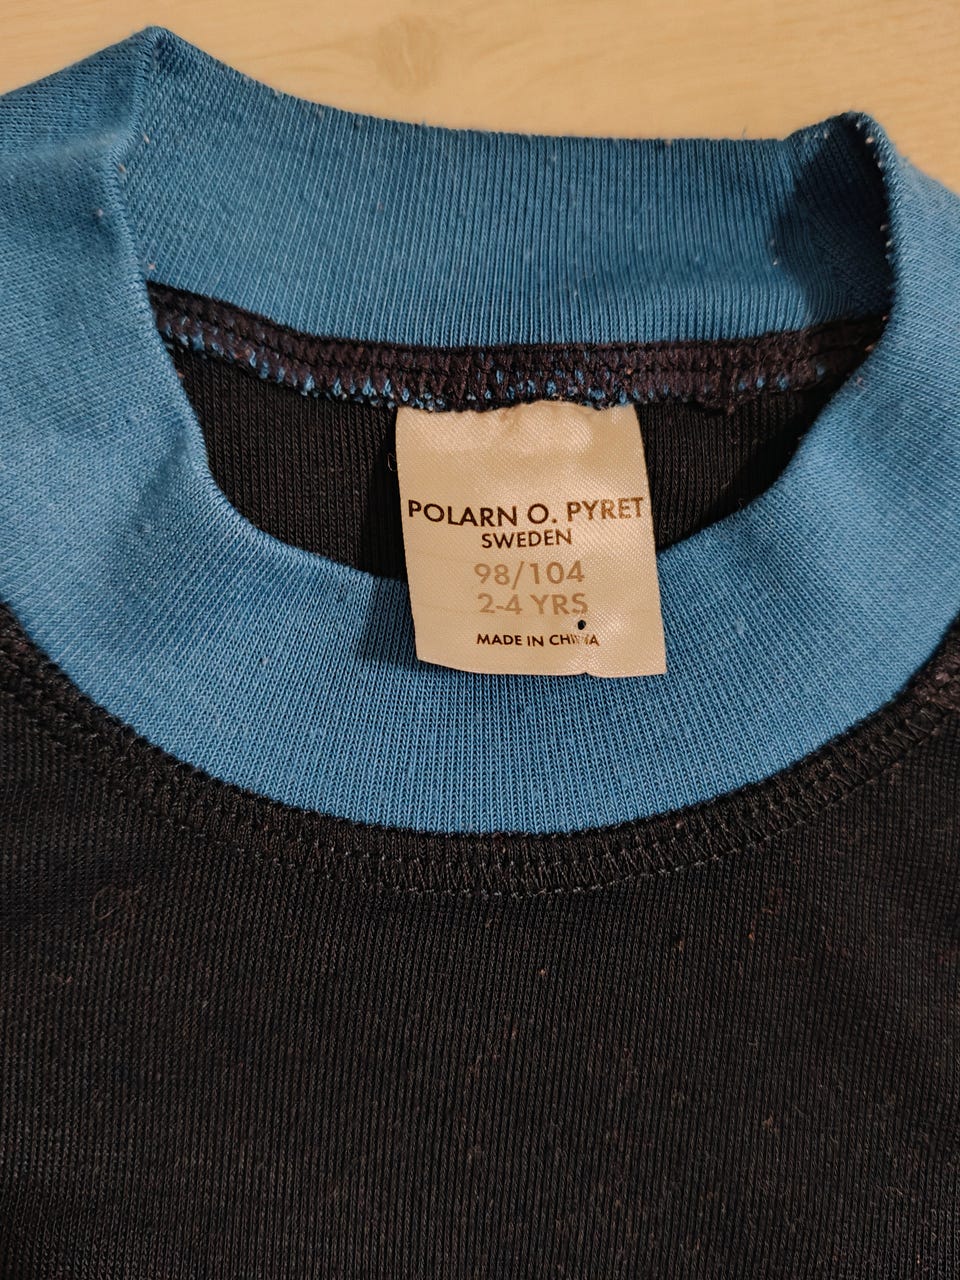 POLARN O. PYRET
SWEDEN
98/104
2-4 YRS
MADE IN CHINA